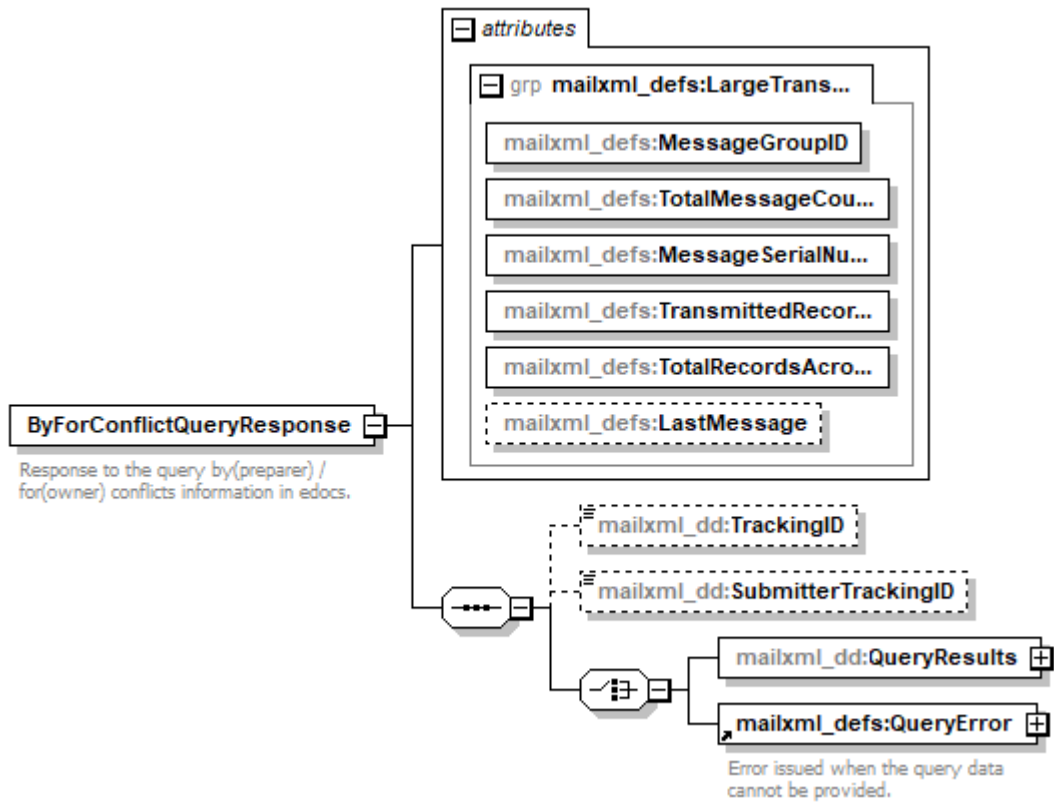 attributes
grp mailxml_defs:LargeTrans...
mailxml_defs:MessageGroupID
mailxml_defs:TotalMessageCou...
mailxml_defs:MessageSerialNu...
mailxml_defs:TransmittedRecor...
mailxml_defs:TotalRecordsAcro...
mailxml_defs:LastMessage
ByForConflictQueryResponse
Response to the query by(preparer) /
for(owner) conflicts information in edocs.
mailxml_dd:TrackingID
mailxml_dd:SubmitterTrackingID
mailxml_dd:QueryResults
mailxml_defs:QueryError
Error issued when the query data
cannot be provided.